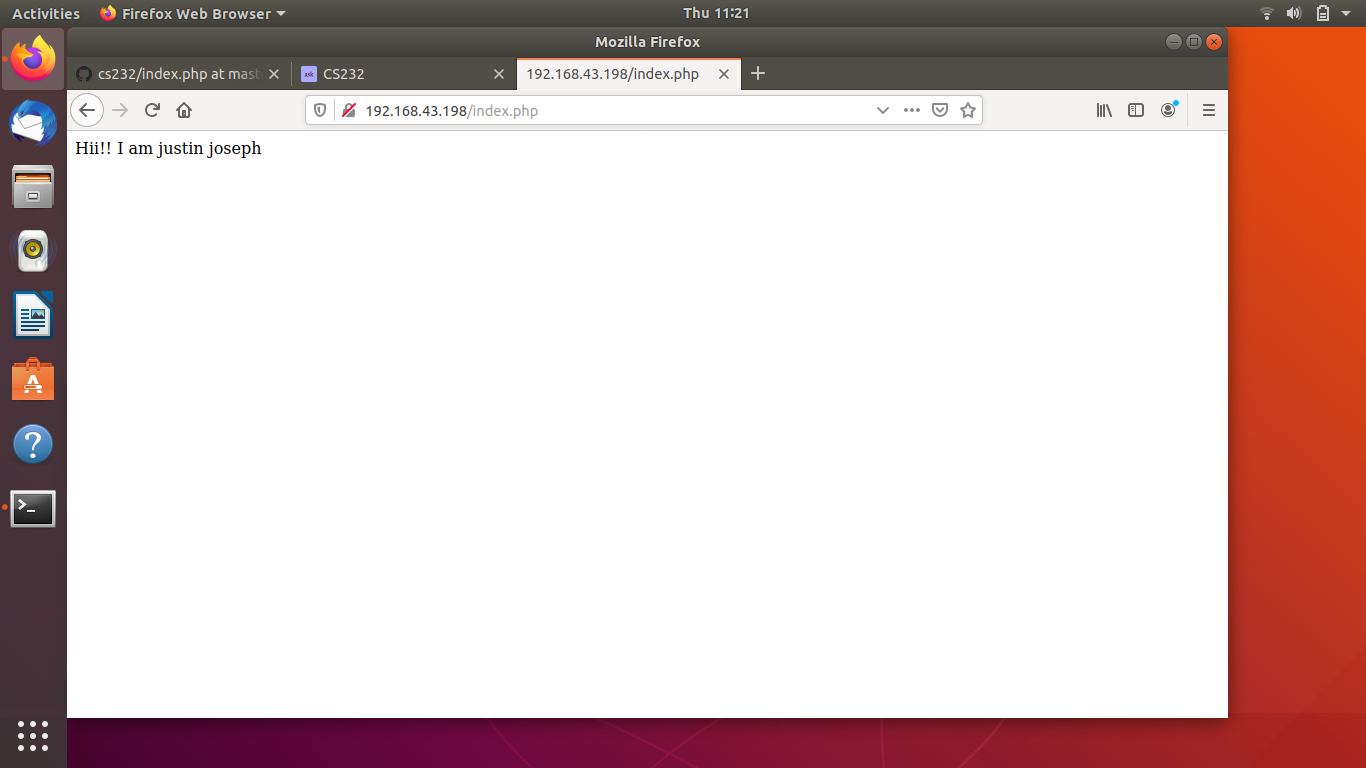 Activities Firefox Web Browser Thu 11:21
Mozilla Firefox
cs232/index.php at mast ask CS232 192.168.43.198/index.php
192.168.43.198/index.php
Hii!! I am justin joseph